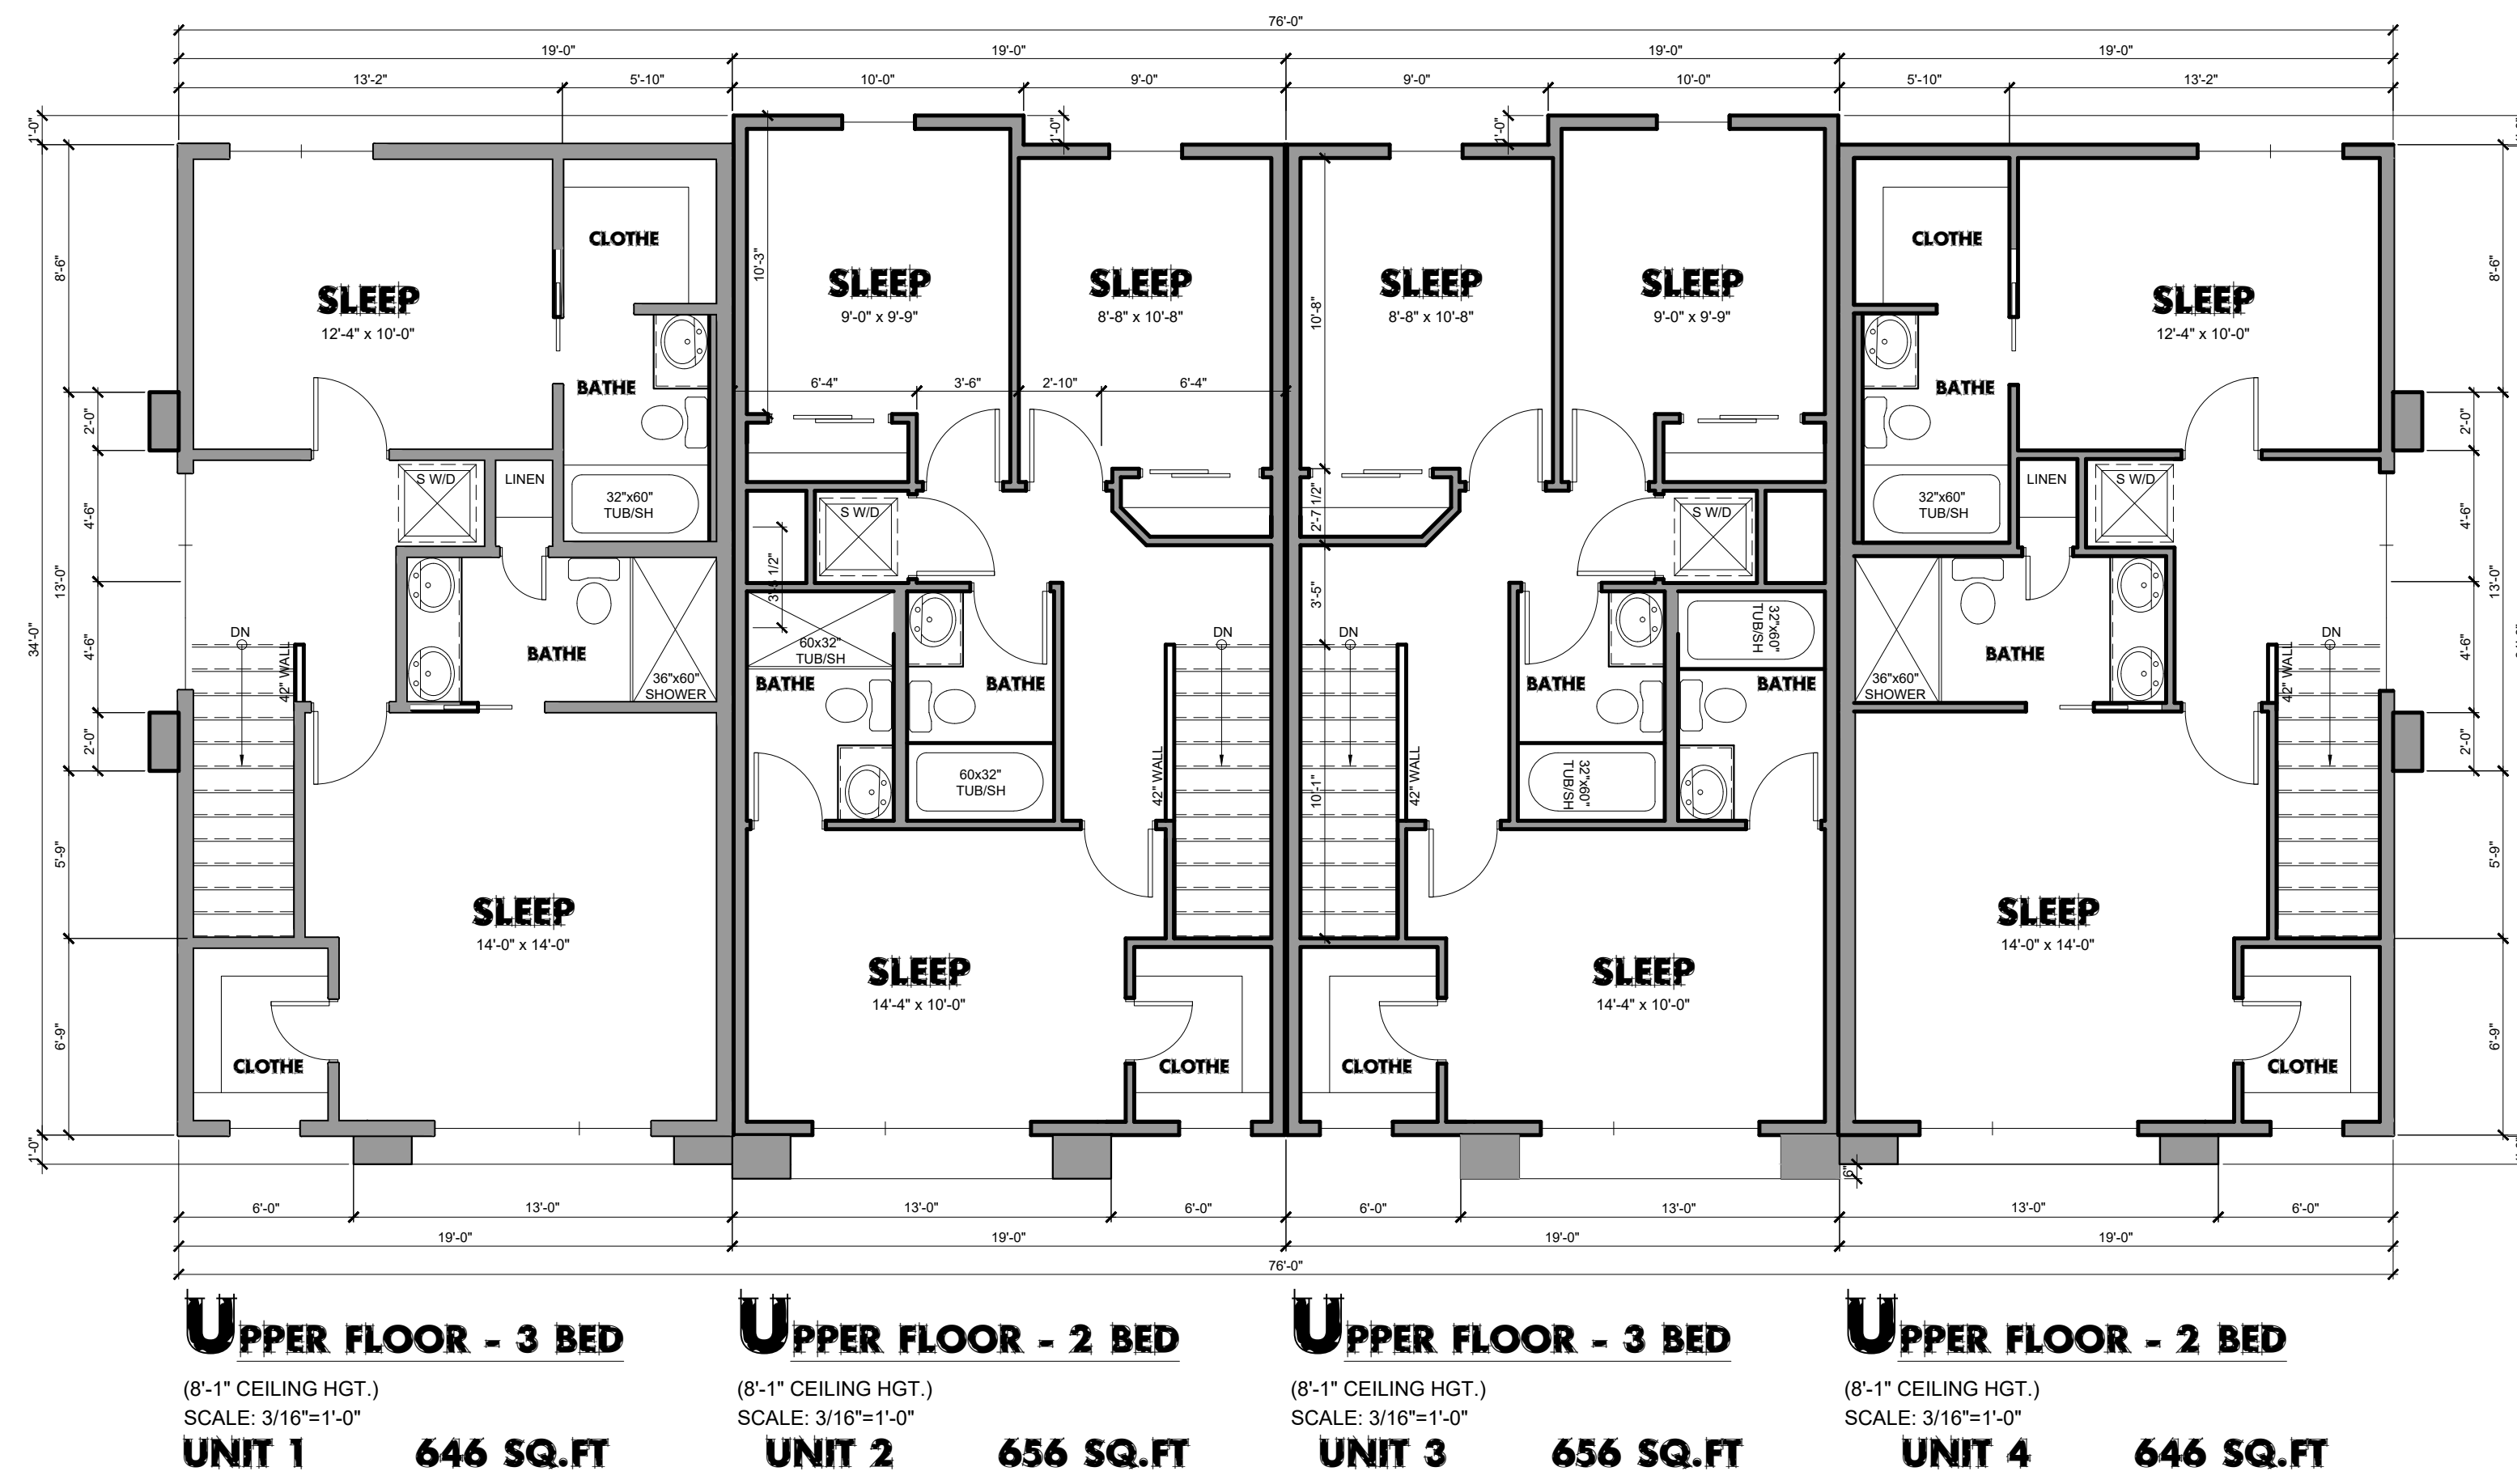 76'-0"
19'-0" 19'-0" 19'-0" 19'-0"
13'-2" 5'-10" 10'-0" 9'-0" 9'-0" 10'-0" 5'-10" 13'-2"
1'-0" 1'-0" 1'-0"
CLOTHE CLOTHE
8'-6" 10'-3" 8'-6"
SLEEP SLEEP SLEEP SLEEP SLEEP SLEEP
12'-4" x 10'-0" 9'-0" x 9'-9" 8'-8" x 10'-8" 10'-8" 8'-8" x 10'-8" 9'-0" x 9'-9" 12'-4" x 10'-0"
BATHE 6'-4" 3'-6" 2'-10" 6'-4" BATHE
2'-0" 2'-0"
S W/D LINEN LINEN S W/D
32"x60" 32"x60"
TUB/SH TUB/SH
4'-6" S W/D 2'-7 1/2" S W/D 4'-6"
13'-0" 3'-5 1/2" 3'-5" 13'-0"
34'-0"
DN DN DN DN
4'-6" 42" WALL BATHE 60x32" 32"x60" BATHE 42" WALL 4'-6"
TUB/SH TUB/SH
36"x60" BATHE BATHE BATHE BATHE 36"x60"
SHOWER SHOWER
2'-0" 2'-0"
60x32" 42" WALL 10'-1" 42" WALL 32"x60"
TUB/SH TUB/SH
5'-9" 5'-9"
SLEEP SLEEP
14'-0" x 14'-0" 14'-0" x 14'-0"
SLEEP SLEEP
14'-4" x 10'-0" 14'-4" x 10'-0"
6'-9" 6'-9"
CLOTHE CLOTHE CLOTHE CLOTHE
1'-0" 6"
6'-0" 13'-0" 13'-0" 6'-0" 6'-0" 13'-0" 13'-0" 6'-0"
19'-0" 19'-0" 19'-0" 19'-0"
76'-0"
UPPER FLOOR - 3 BED UPPER FLOOR - 2 BED UPPER FLOOR - 3 BED UPPER FLOOR - 2 BED
(8'-1" CEILING HGT.) (8'-1" CEILING HGT.) (8'-1" CEILING HGT.) (8'-1" CEILING HGT.)
SCALE: 3/16"=1'-0" SCALE: 3/16"=1'-0" SCALE: 3/16"=1'-0" SCALE: 3/16"=1'-0"
UNIT 1 646 SQ.FT UNIT 2 656 SQ.FT UNIT 3 656 SQ.FT UNIT 4 646 SQ.FT